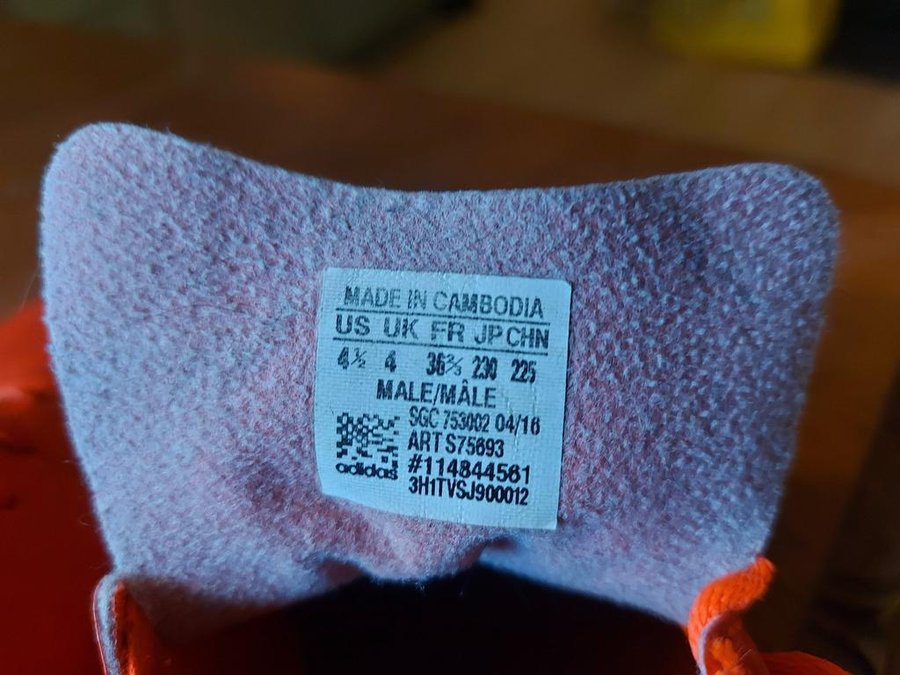 MADE IN CAMBODIA
US UK FR JP CHN
4½ 4 36⅔ 230 225
MALE/MÂLE
SGC 753002 04/16
ART S75693
#114844561
adidas
3H1TVSJ900012